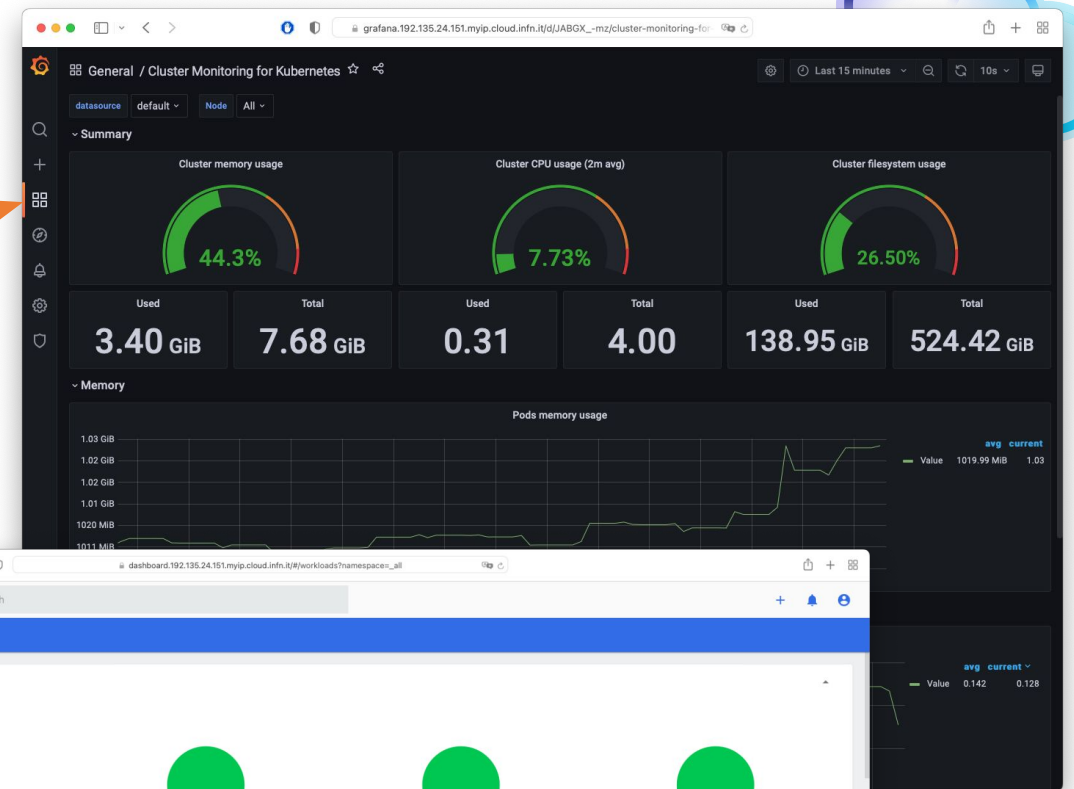 grafana.192.135.24.151.myip.cloud.infn.it/d/JABGX_-mz/cluster-monitoring-for-
General / Cluster Monitoring for Kubernetes
Last 15 minutes
10s
datasource default Node All
Summary
Cluster memory usage
Cluster CPU usage (2m avg)
Cluster filesystem usage
44.3%
7.73%
26.50%
Used
Total
Used
Total
Used
Total
3.40 GiB
7.68 GiB
0.31
4.00
138.95 GiB
524.42 GiB
Memory
Pods memory usage
1.03 GiB
1.02 GiB
1.02 GiB
1.01 GiB
1020 MiB
1011 MiB
avg current
Value 1019.99 MiB 1.03
dashboard.192.135.24.151.myip.cloud.infn.it/#/workloads?namespace=_all
avg current
Value 0.142 0.128